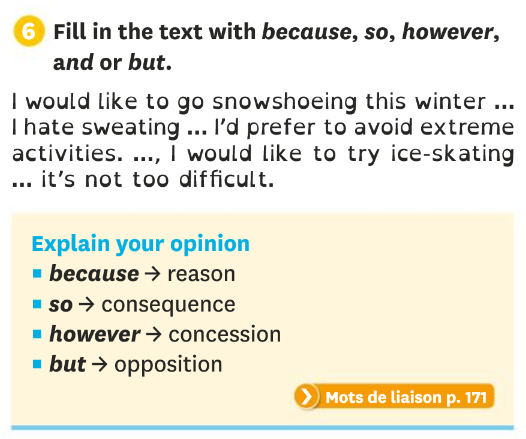 6 Fill in the text with because, so, however,
and or but.
I would like to go snowshoeing this winter ...
I hate sweating ... I'd prefer to avoid extreme
activities. ..., I would like to try ice-skating
... it's not too difficult.
Explain your opinion
▪ because → reason
▪ so → consequence
▪ however → concession
▪ but → opposition
❯ Mots de liaison p. 171